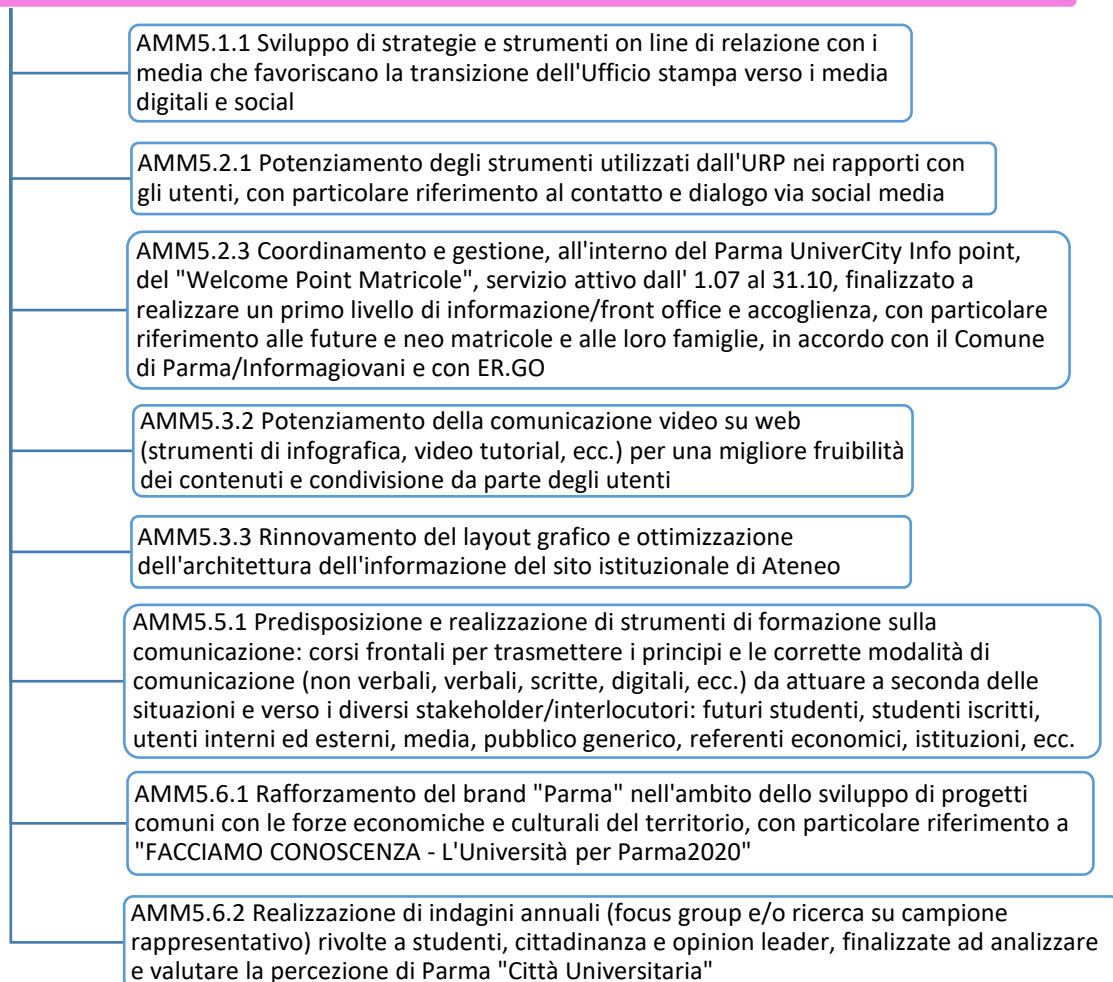 AMM5.1.1 Sviluppo di strategie e strumenti on line di relazione con i
media che favoriscano la transizione dell'Ufficio stampa verso i media
digitali e social
AMM5.2.1 Potenziamento degli strumenti utilizzati dall'URP nei rapporti con
gli utenti, con particolare riferimento al contatto e dialogo via social media
AMM5.2.3 Coordinamento e gestione, all'interno del Parma UniverCity Info point,
del "Welcome Point Matricole", servizio attivo dall' 1.07 al 31.10, finalizzato a
realizzare un primo livello di informazione/front office e accoglienza, con particolare
riferimento alle future e neo matricole e alle loro famiglie, in accordo con il Comune
di Parma/Informagiovani e con ER.GO
AMM5.3.2 Potenziamento della comunicazione video su web
(strumenti di infografica, video tutorial, ecc.) per una migliore fruibilità
dei contenuti e condivisione da parte degli utenti
AMM5.3.3 Rinnovamento del layout grafico e ottimizzazione
dell'architettura dell'informazione del sito istituzionale di Ateneo
AMM5.5.1 Predisposizione e realizzazione di strumenti di formazione sulla
comunicazione: corsi frontali per trasmettere i principi e le corrette modalità di
comunicazione (non verbali, verbali, scritte, digitali, ecc.) da attuare a seconda delle
situazioni e verso i diversi stakeholder/interlocutori: futuri studenti, studenti iscritti,
utenti interni ed esterni, media, pubblico generico, referenti economici, istituzioni, ecc.
AMM5.6.1 Rafforzamento del brand "Parma" nell'ambito dello sviluppo di progetti
comuni con le forze economiche e culturali del territorio, con particolare riferimento a
"FACCIAMO CONOSCENZA - L'Università per Parma2020"
AMM5.6.2 Realizzazione di indagini annuali (focus group e/o ricerca su campione
rappresentativo) rivolte a studenti, cittadinanza e opinion leader, finalizzate ad analizzare
e valutare la percezione di Parma "Città Universitaria"